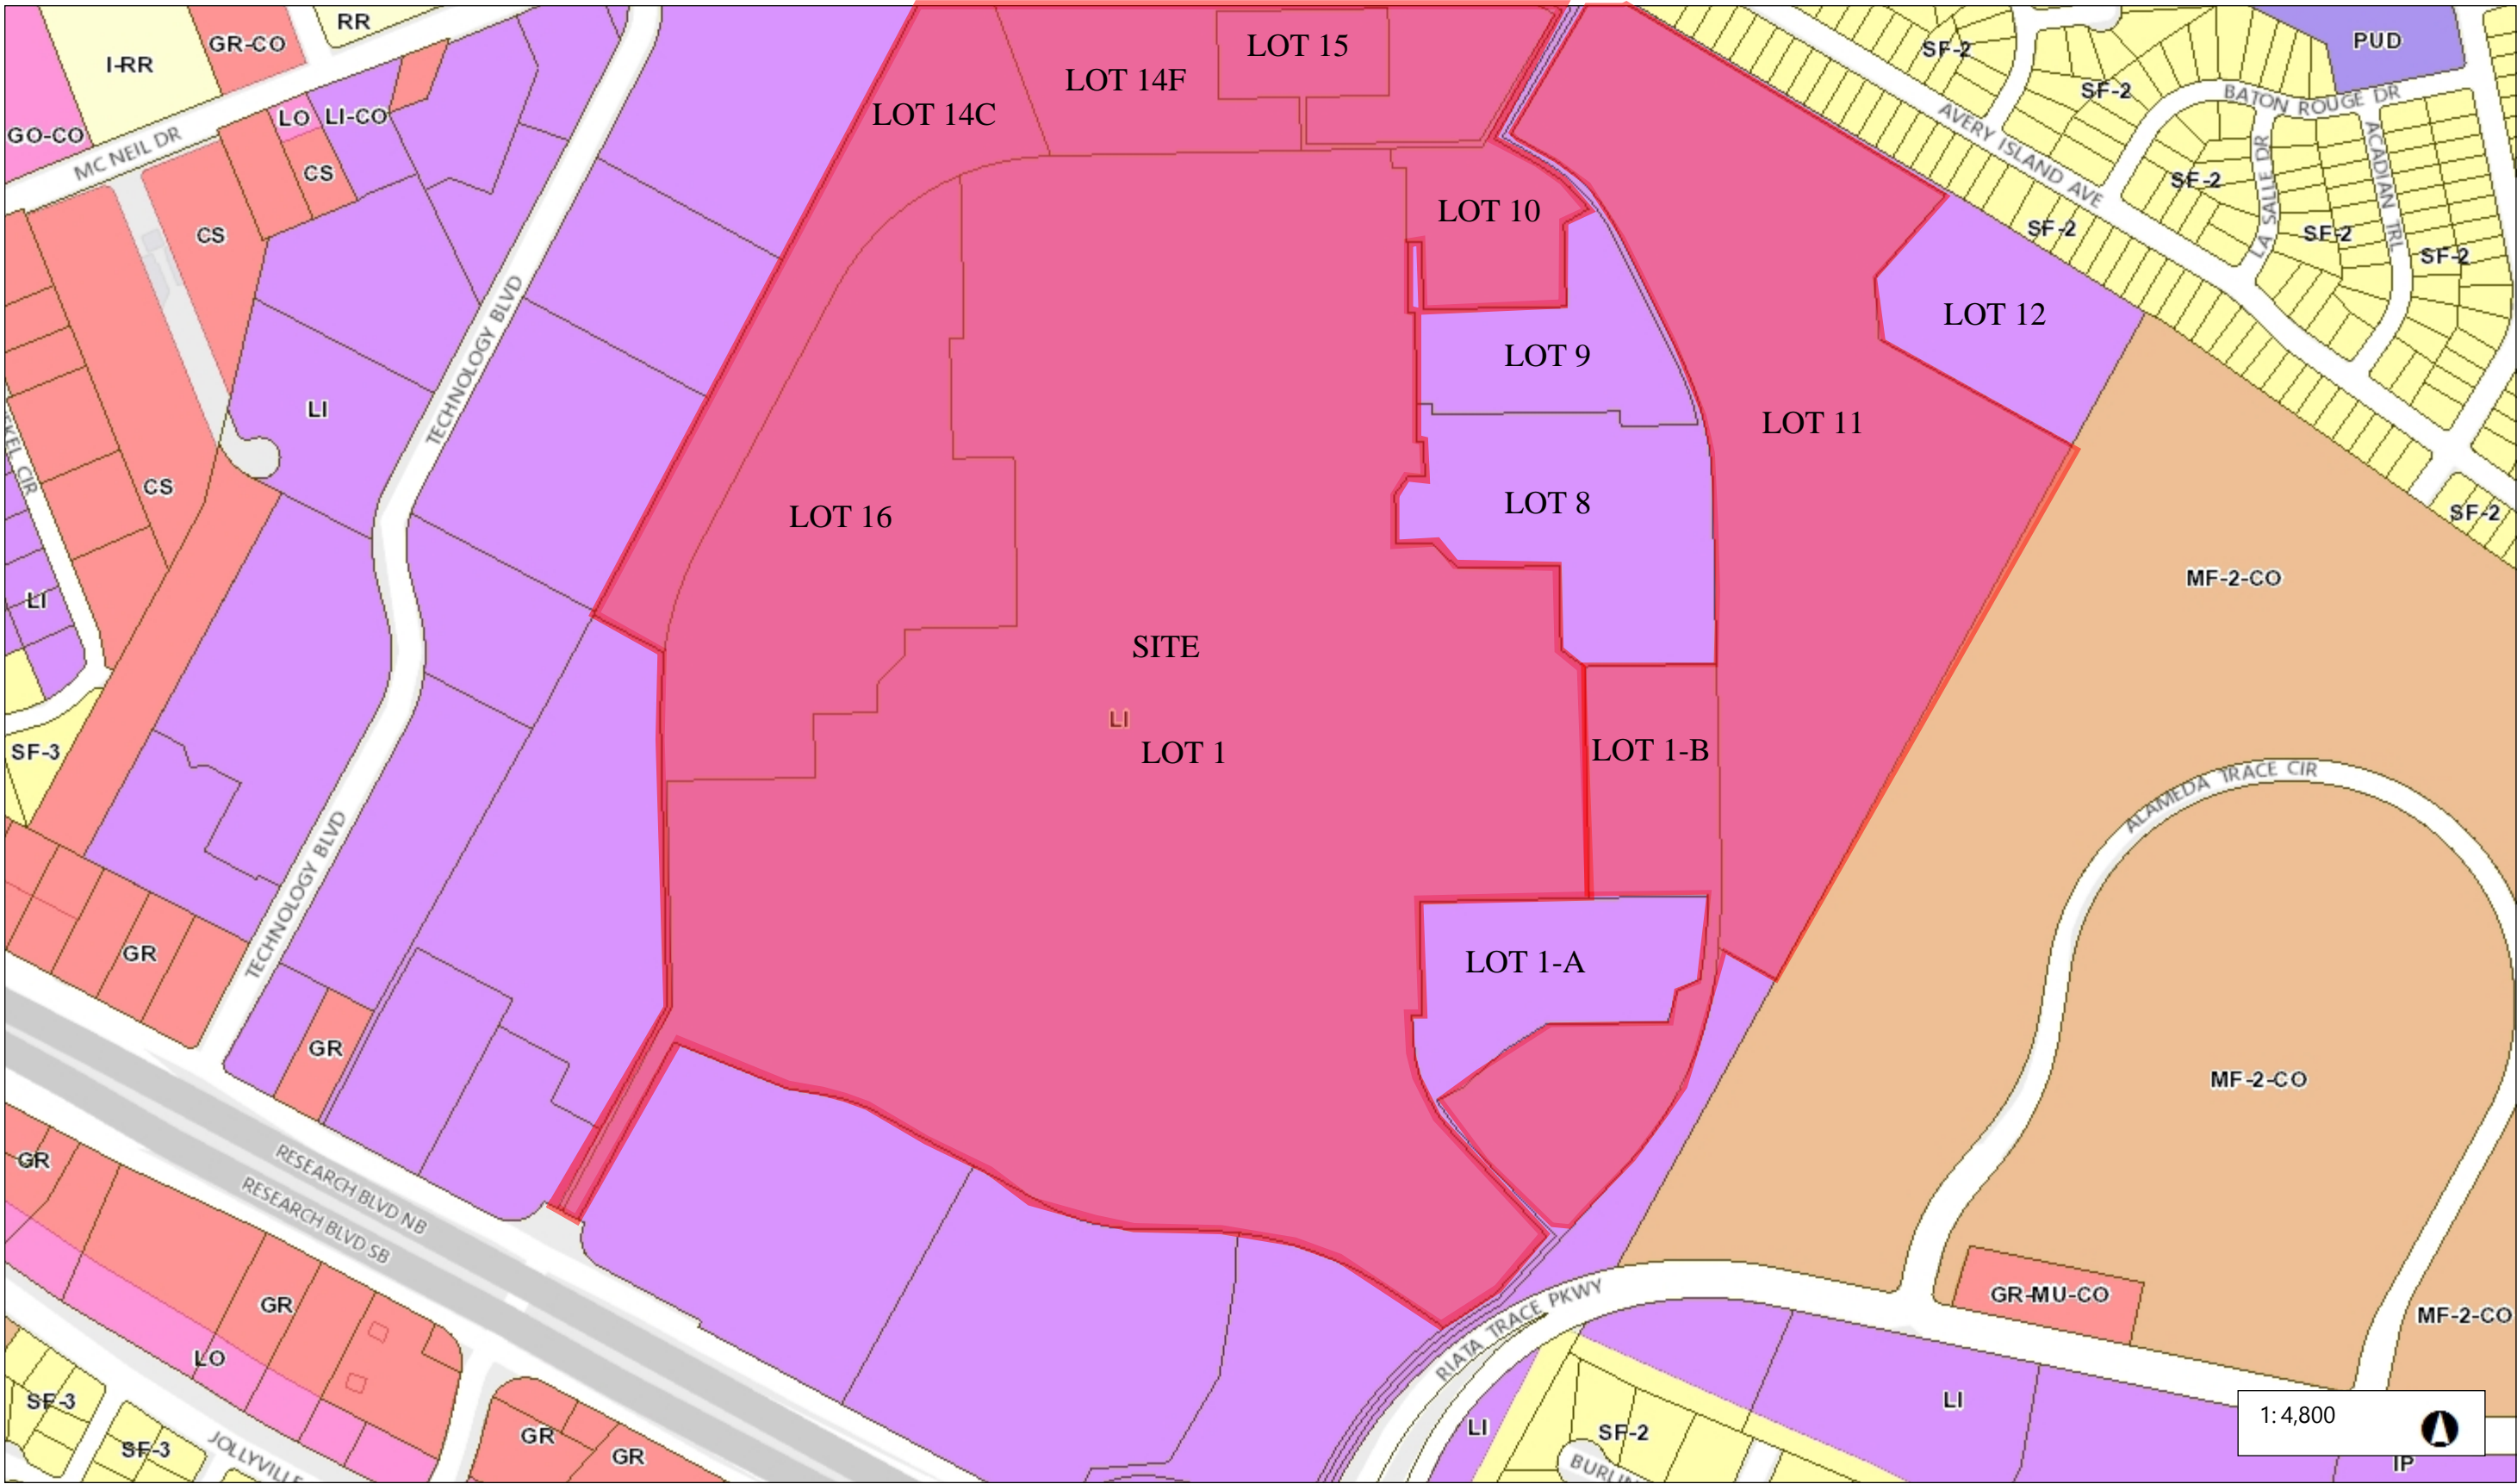 RR
GR-CO
I-RR
LO
LI-CO
GO-CO
MC NEIL DR
CS
CS
TECHNOLOGY BLVD
LI
CS
LI
SF-3
TECHNOLOGY BLVD
GR
GR
GR
RESEARCH BLVD NB
RESEARCH BLVD SB
GR
LO
SF-3
SF-3
JOLLYVILLE
GR
GR
LOT 15
LOT 14F
LOT 14C
LOT 10
LOT 9
LOT 12
LOT 11
LOT 8
LOT 16
SITE
LI
LOT 1
LOT 1-B
LOT 1-A
SF-2
PUD
SF-2
BATON ROUGE DR
AVERY ISLAND AVE
LA SALLE DR
ACADIAN TRL
SF-2
SF-2
SF-2
SF-2
SF-2
MF-2-CO
ALAMEDA TRACE CIR
MF-2-CO
GR-MU-CO
MF-2-CO
RIATA TRACE PKWY
LI
LI
SF-2
1:4,800
IP